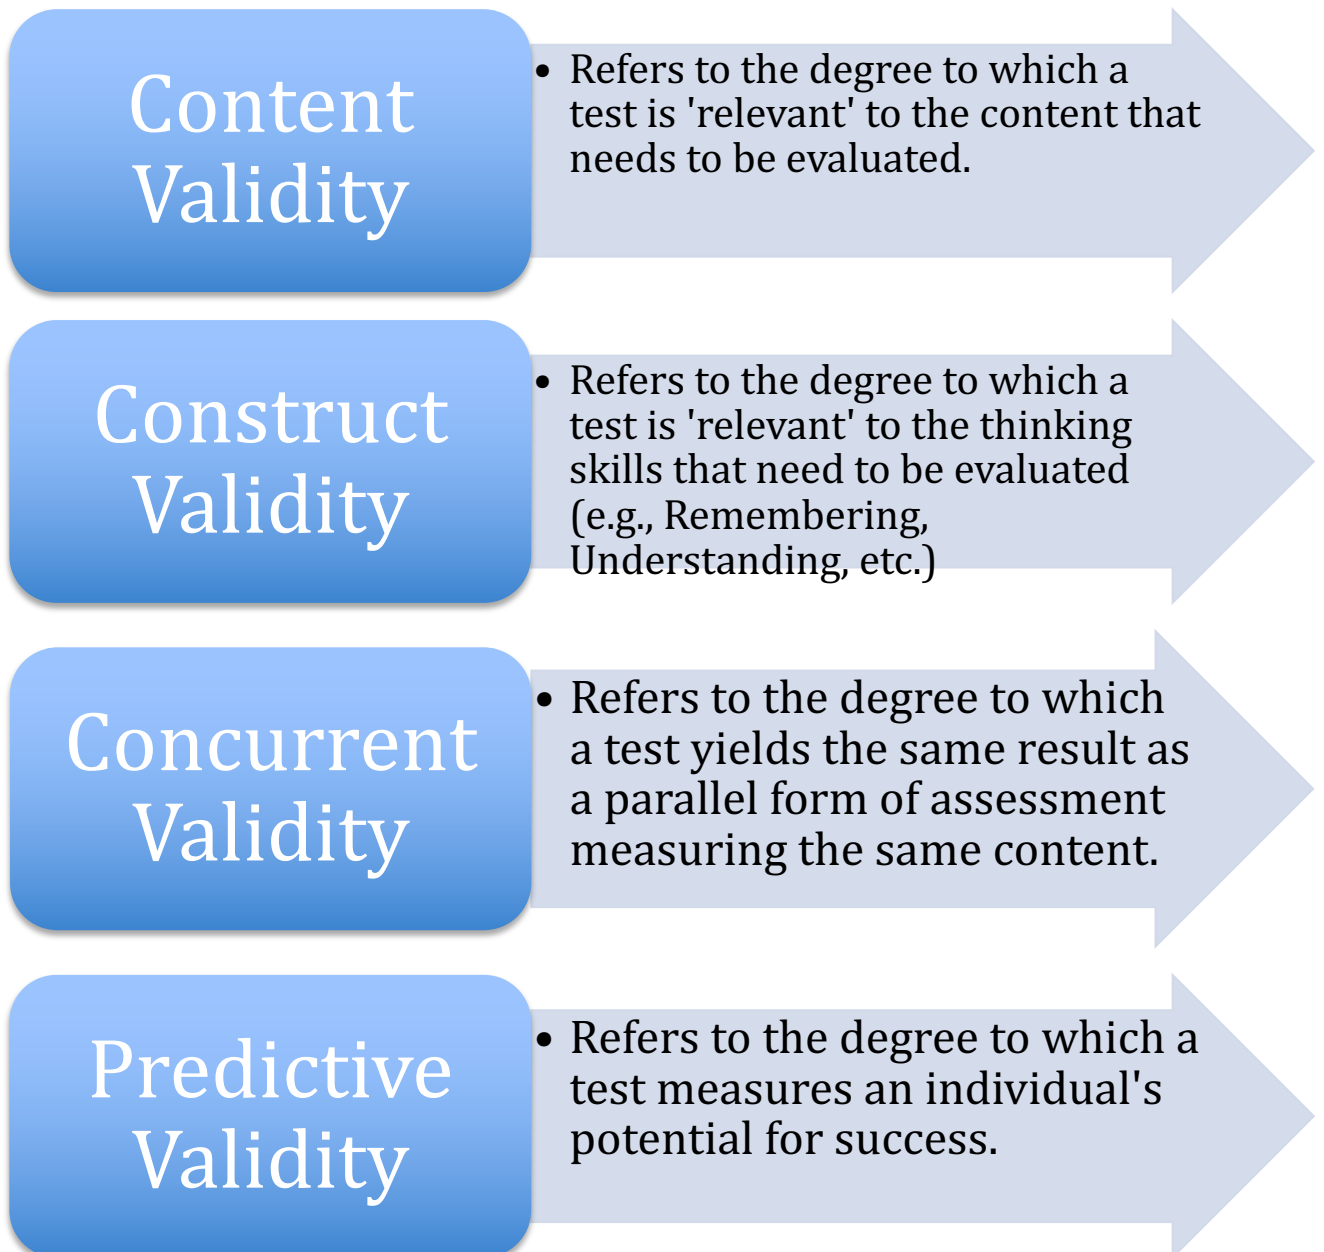 Content
Validity
• Refers to the degree to which a
test is 'relevant' to the content that
needs to be evaluated.
Construct
Validity
• Refers to the degree to which a
test is 'relevant' to the thinking
skills that need to be evaluated
(e.g., Remembering,
Understanding, etc.)
Concurrent
Validity
• Refers to the degree to which
a test yields the same result as
a parallel form of assessment
measuring the same content.
Predictive
Validity
• Refers to the degree to which a
test measures an individual's
potential for success.